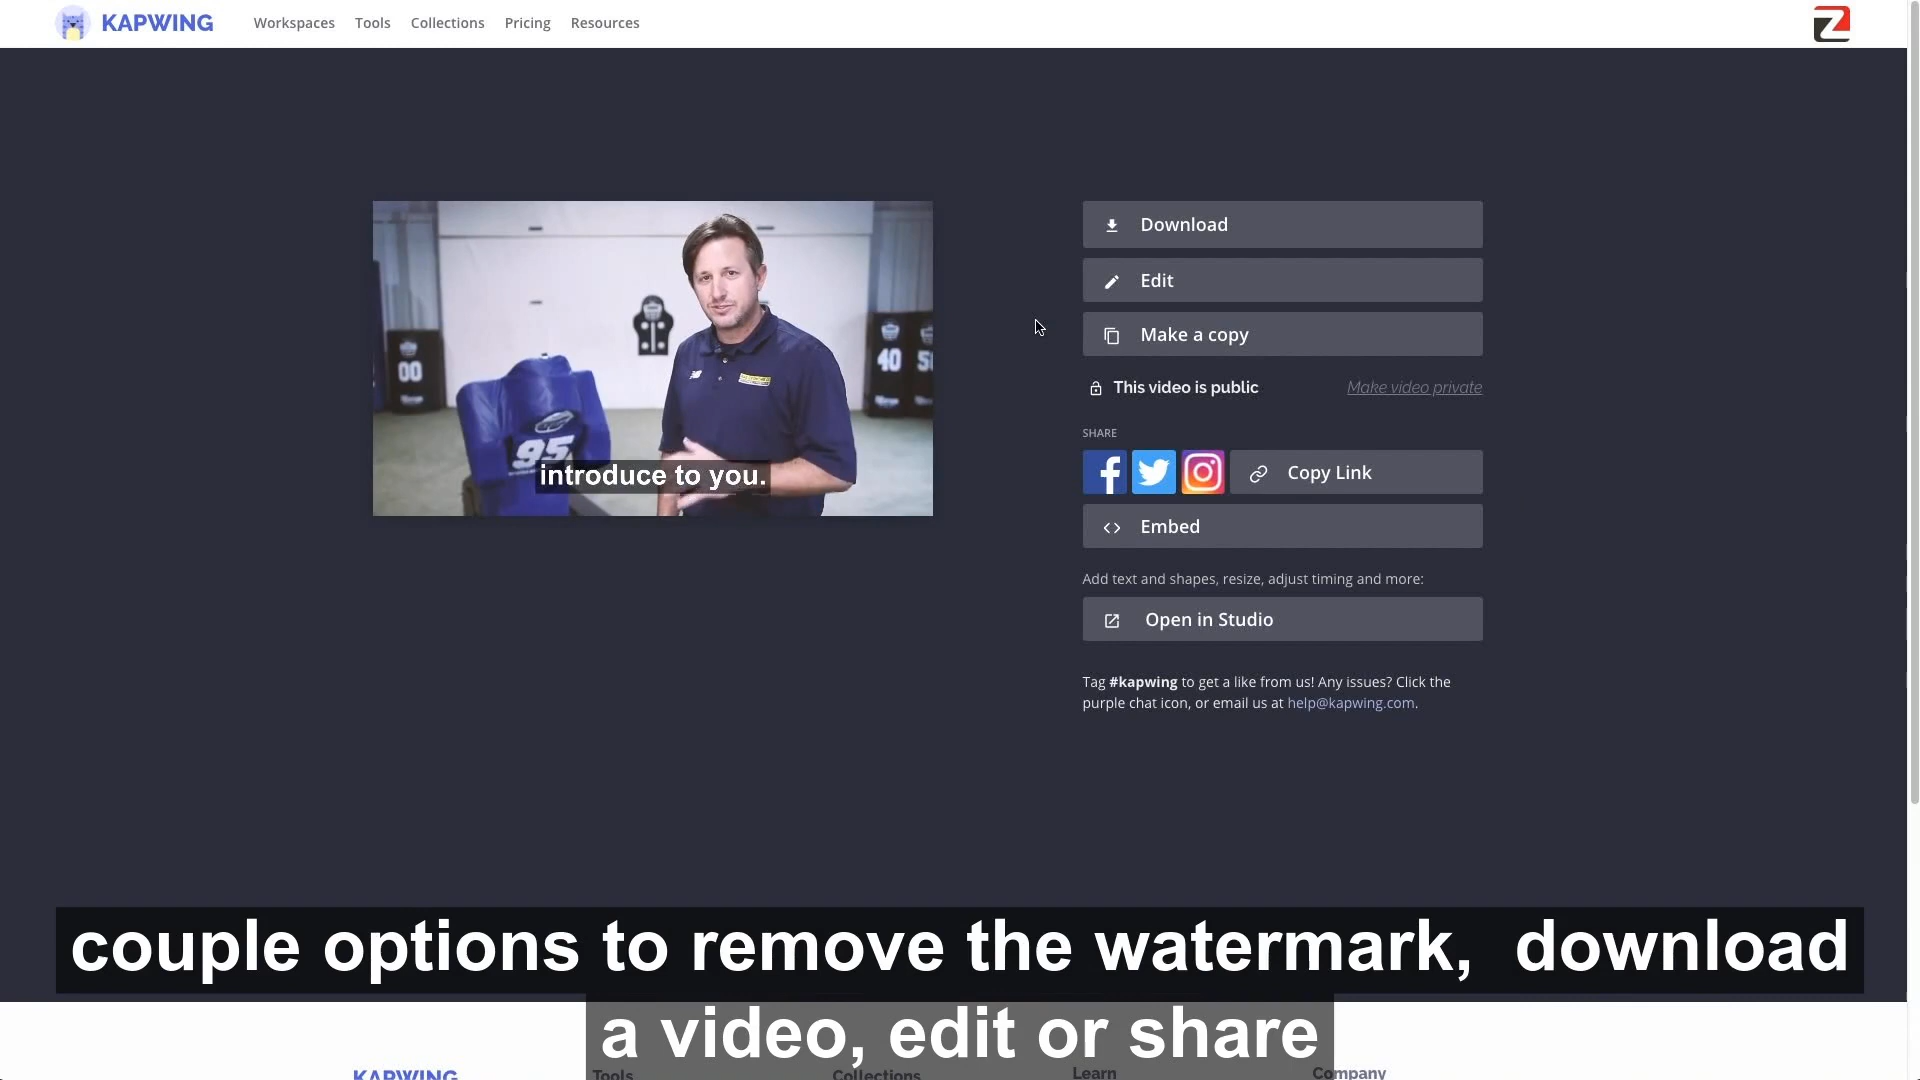 KAPWING
Workspaces Tools Collections Pricing Resources
Z
Download
Edit
00
40
95
Make a copy
This video is public Make video private
introduce to you.
SHARE
Copy Link
Embed
Add text and shapes, resize, adjust timing and more:
Open in Studio
Tag #kapwing to get a like from us! Any issues? Click the
purple chat icon, or email us at help@kapwing.com.
couple options to remove the watermark, download
a video, edit or share
KAPWING Tools Collections Learn Company